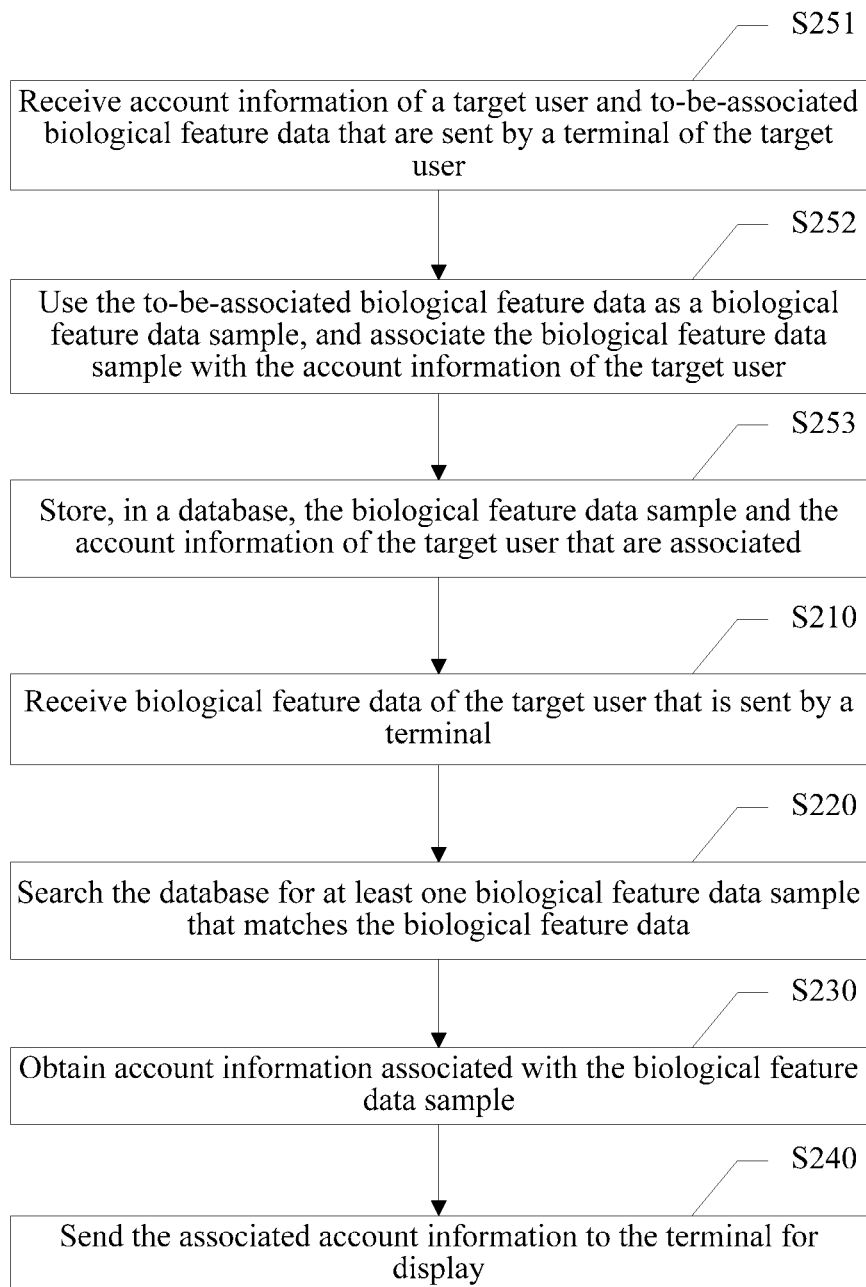 S251
Receive account information of a target user and to-be-associated
biological feature data that are sent by a terminal of the target
user
S252
Use the to-be-associated biological feature data as a biological
feature data sample, and associate the biological feature data
sample with the account information of the target user
S253
Store, in a database, the biological feature data sample and the
account information of the target user that are associated
S210
Receive biological feature data of the target user that is sent by a
terminal
S220
Search the database for at least one biological feature data sample
that matches the biological feature data
S230
Obtain account information associated with the biological feature
data sample
S240
Send the associated account information to the terminal for
display